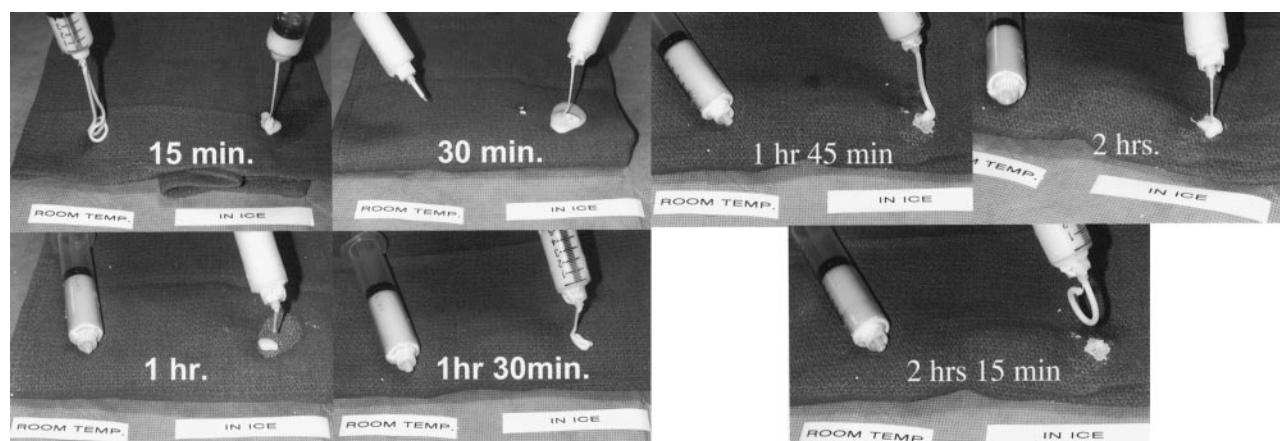 15 min.
ROOM TEMP.
IN ICE
30 min.
ROOM TEMP.
IN ICE
1 hr 45 min
ROOM TEMP.
IN ICE
2 hrs.
TEMP.
IN ICE
1 hr.
ROOM TEMP.
IN ICE
1hr 30min.
ROOM TEMP.
IN ICE
2 hrs 15 min
ROOM TEMP.
IN ICE